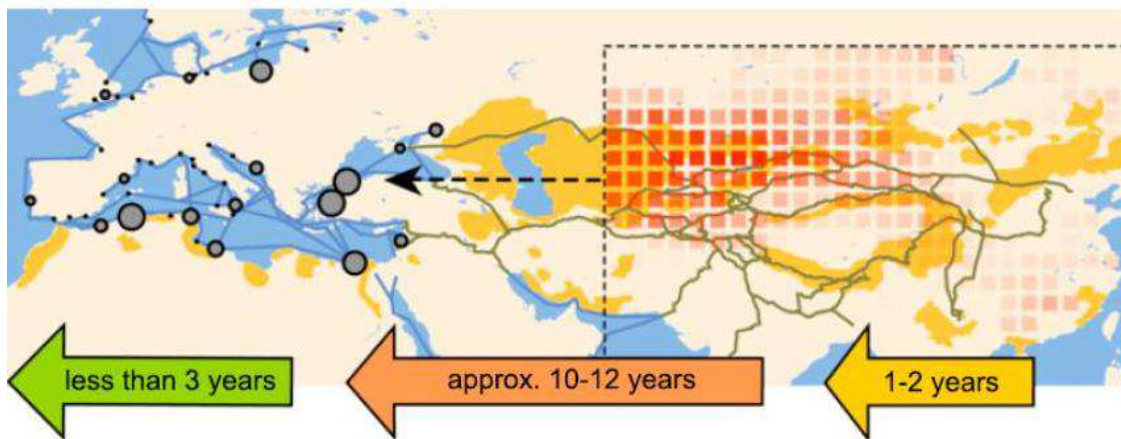 less than 3 years
approx. 10-12 years
1-2 years